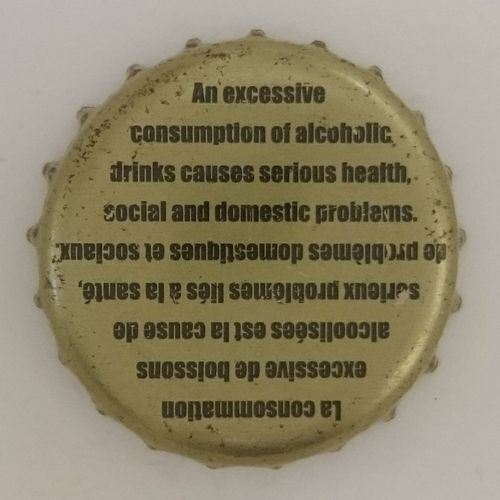 An excessive
consumption of alcoholic
drinks causes serious health,
social and domestic problems.
La consommation
excessive de boissons
alcoolisées est la cause de
serieux problèmes liés à la santé,
de problèmes domestiques et sociaux.